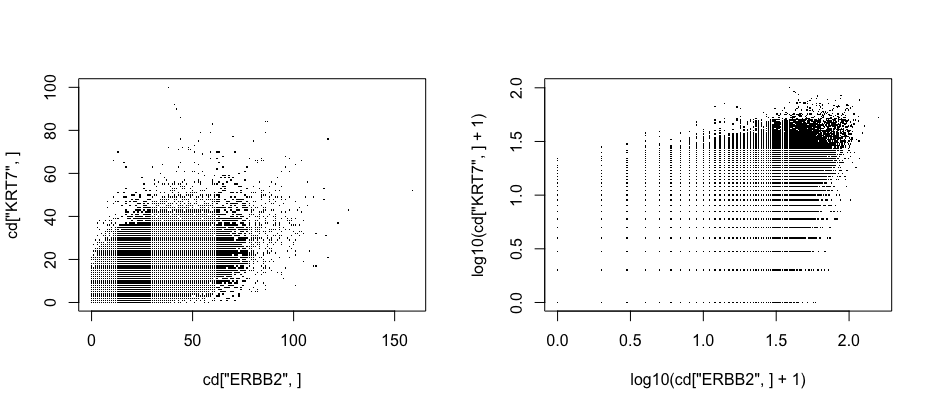 cd["KRT7", ]
100
80
60
40
20
0
0 50 100 150
cd["ERBB2", ]
log10(cd["KRT7", ] + 1)
2.0
1.5
1.0
0.5
0.0
0.0 0.5 1.0 1.5 2.0
log10(cd["ERBB2", ] + 1)